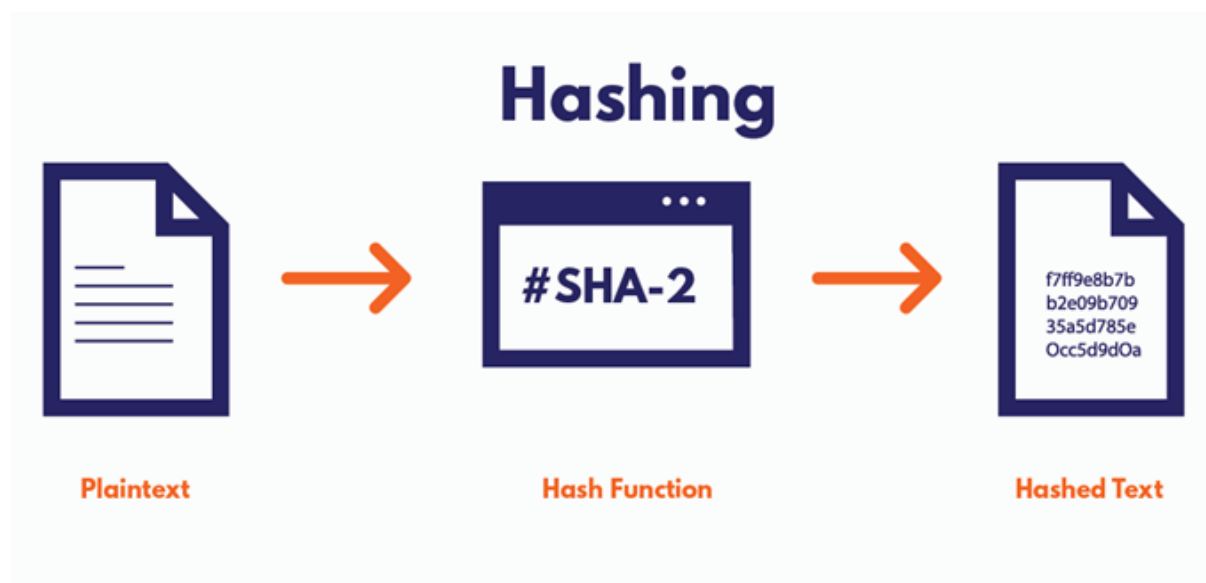 Hashing
#SHA-2
f7ff9e8b7b
b2e09b709
35a5d785e
Occ5d9dOa
Plaintext
Hash Function
Hashed Text